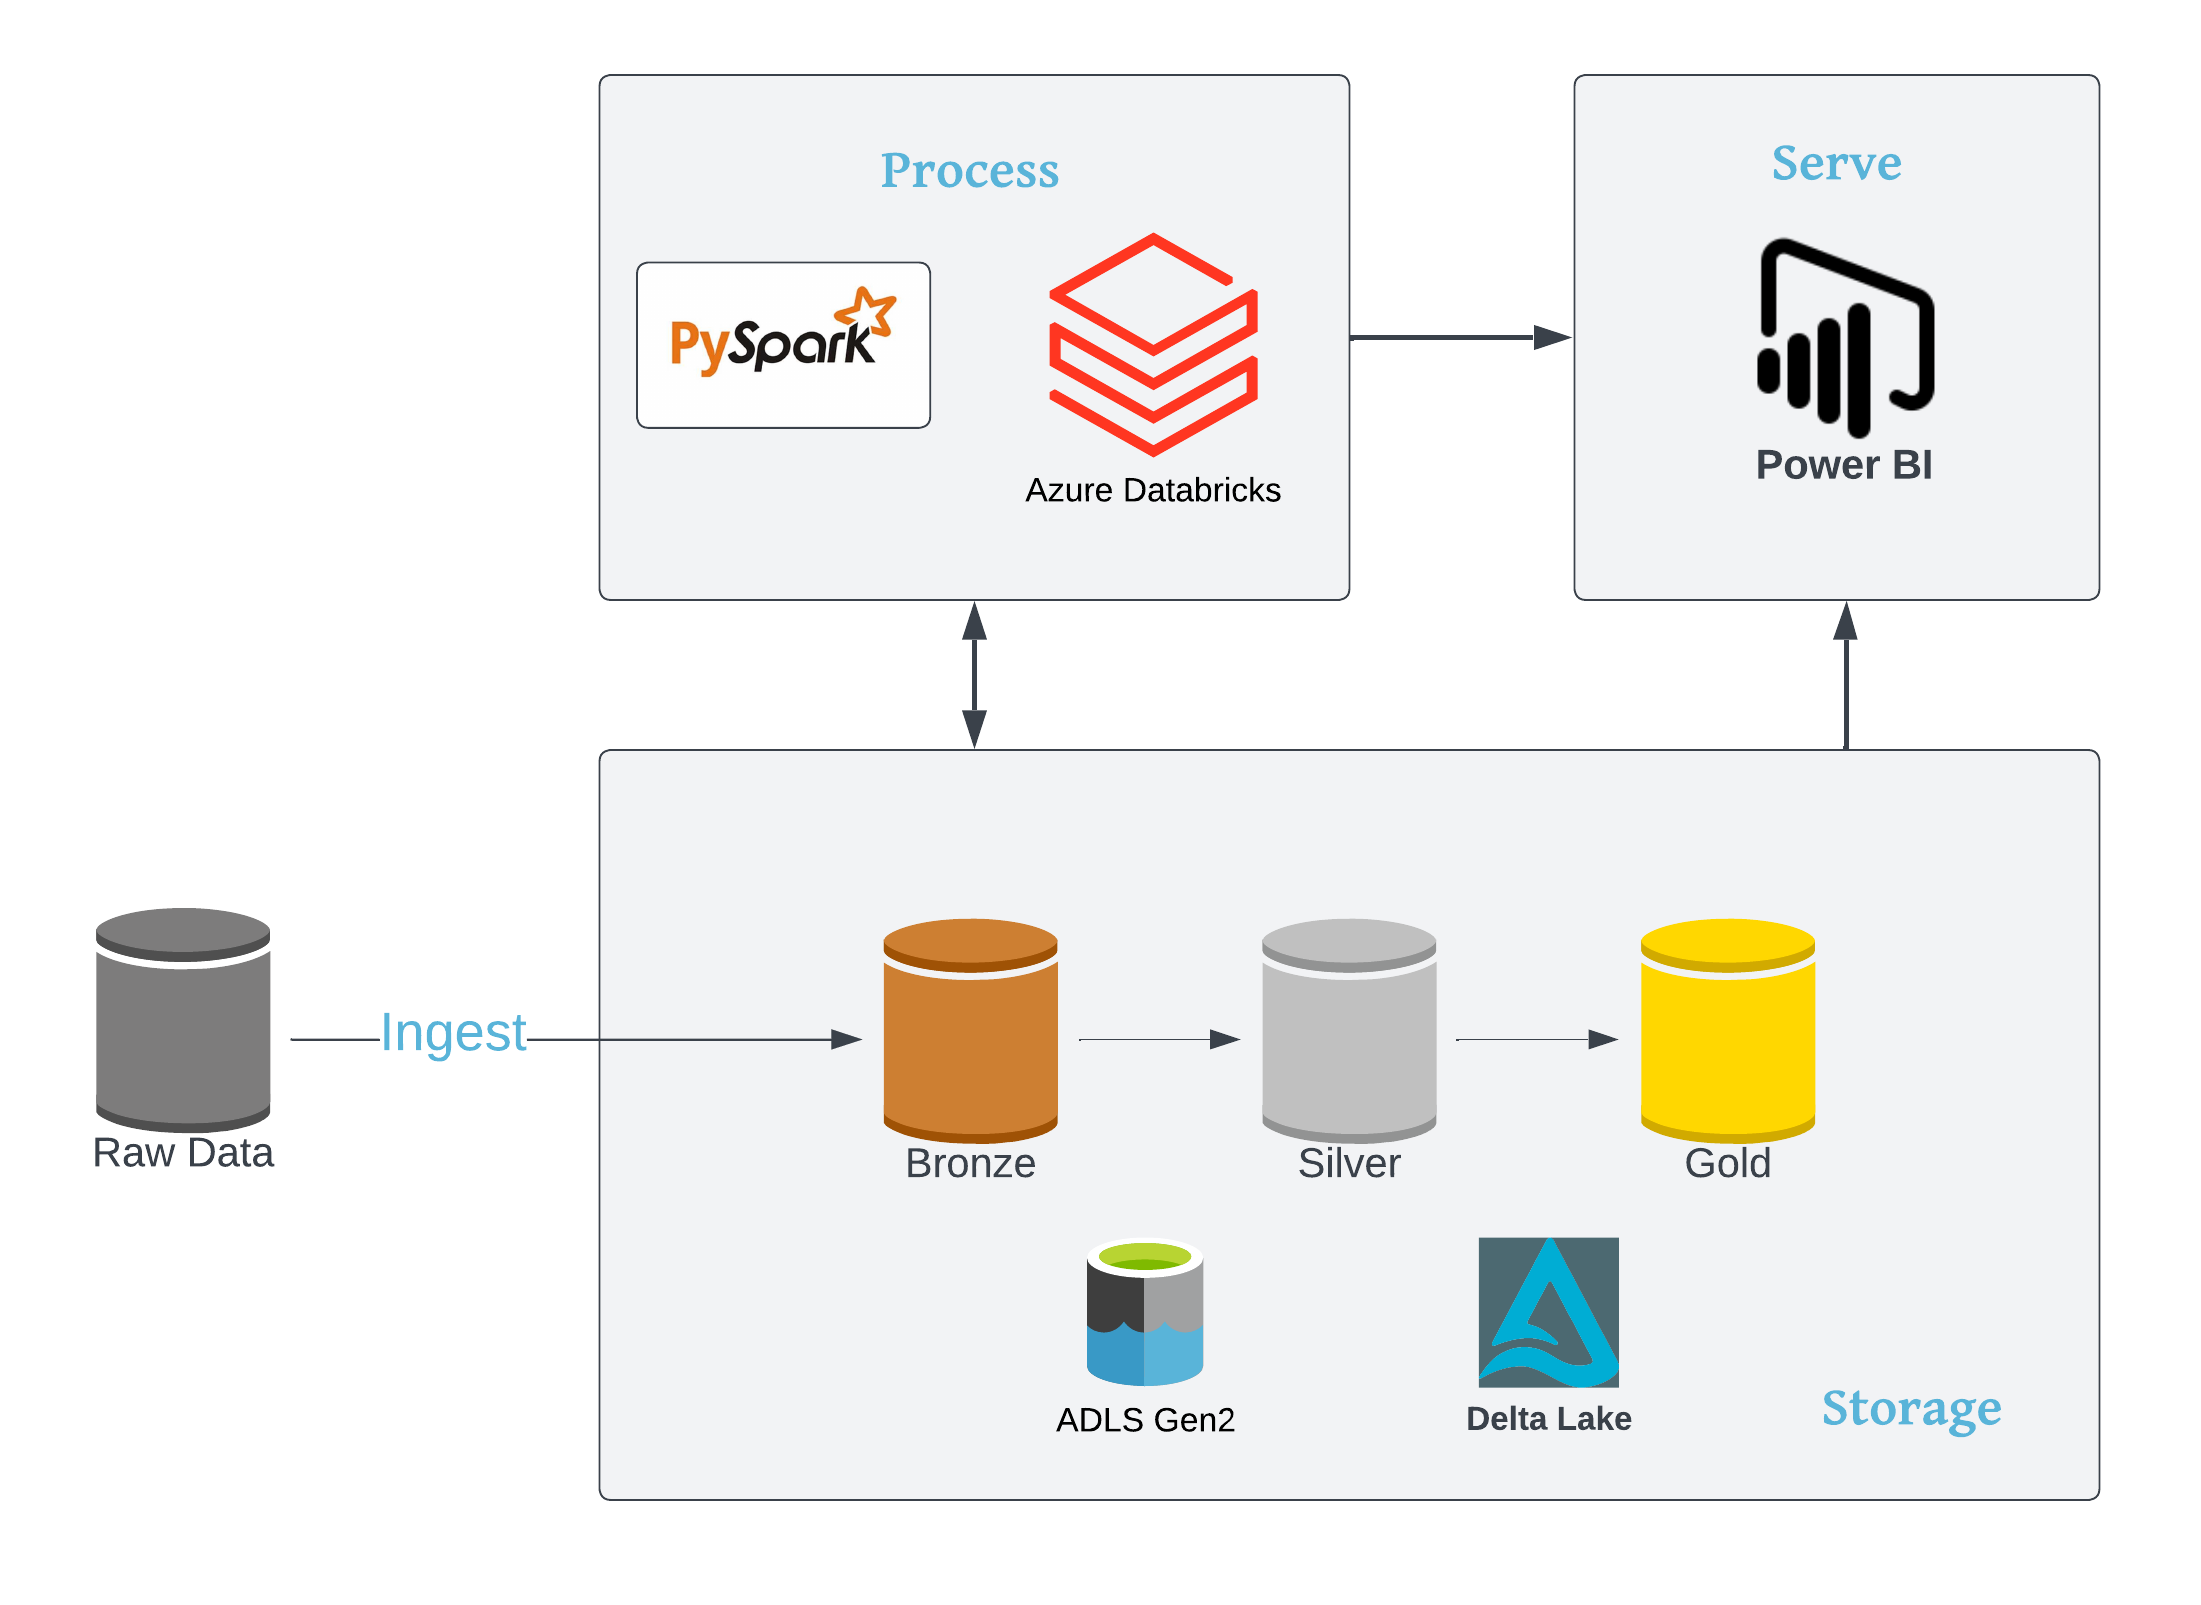 Process
Serve
PySpark
Azure Databricks
Power BI
Ingest
Raw Data
Bronze
Silver
Gold
ADLS Gen2
Delta Lake
Storage